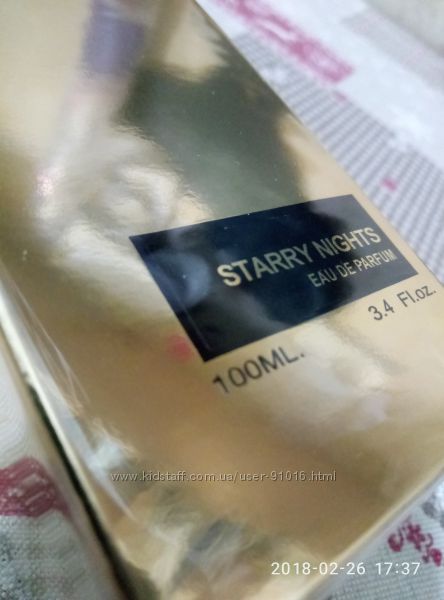 STARRY NIGHTS
EAU DE PARFUM
100ML.
3.4 Fl.oz.
www.kidstaff.com.ua/user-91016.html
2018-02-26 17:37